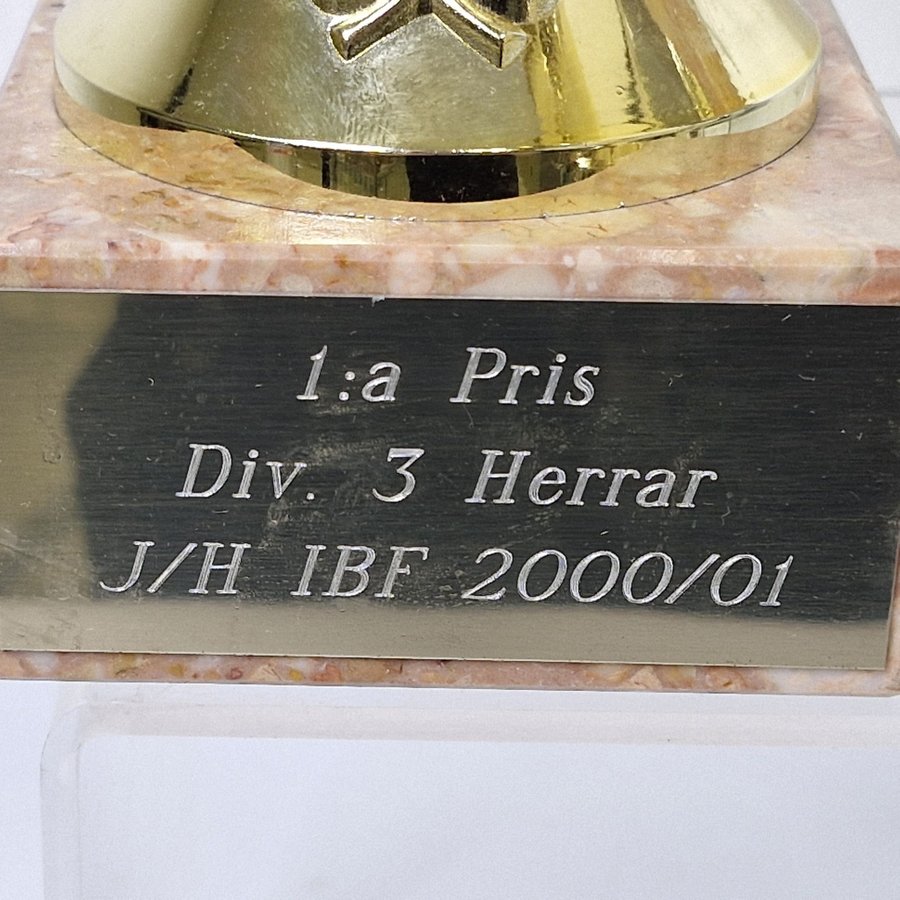 1:a Pris
Div. 3 Herrar
J/H IBF 2000/01